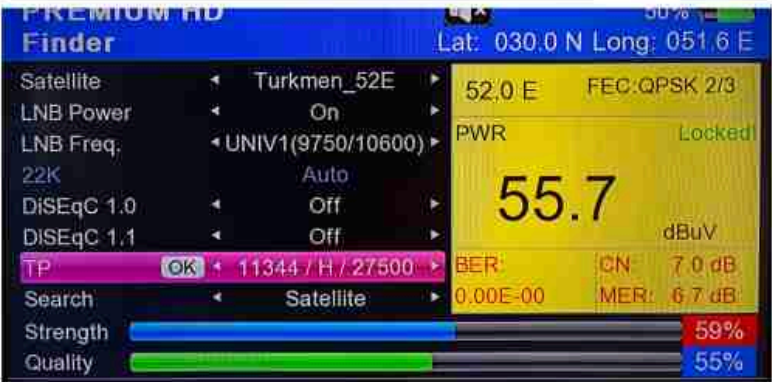 PREMIUM HD 50%
Finder Lat: 030.0 N Long: 051.6 E
Satellite Turkmen_52E
LNB Power On
LNB Freq. UNIV1(9750/10600)
22K Auto
DiSEqC 1.0 Off
DISEqC 1.1 Off
TP OK 11344 / H / 27500
Search Satellite
52.0 E FEC:QPSK 2/3
PWR Locked!
55.7
dBuV
BER: CN: 7.0 dB
0.00E-00 MER: 6.7 dB
Strength 59%
Quality 55%